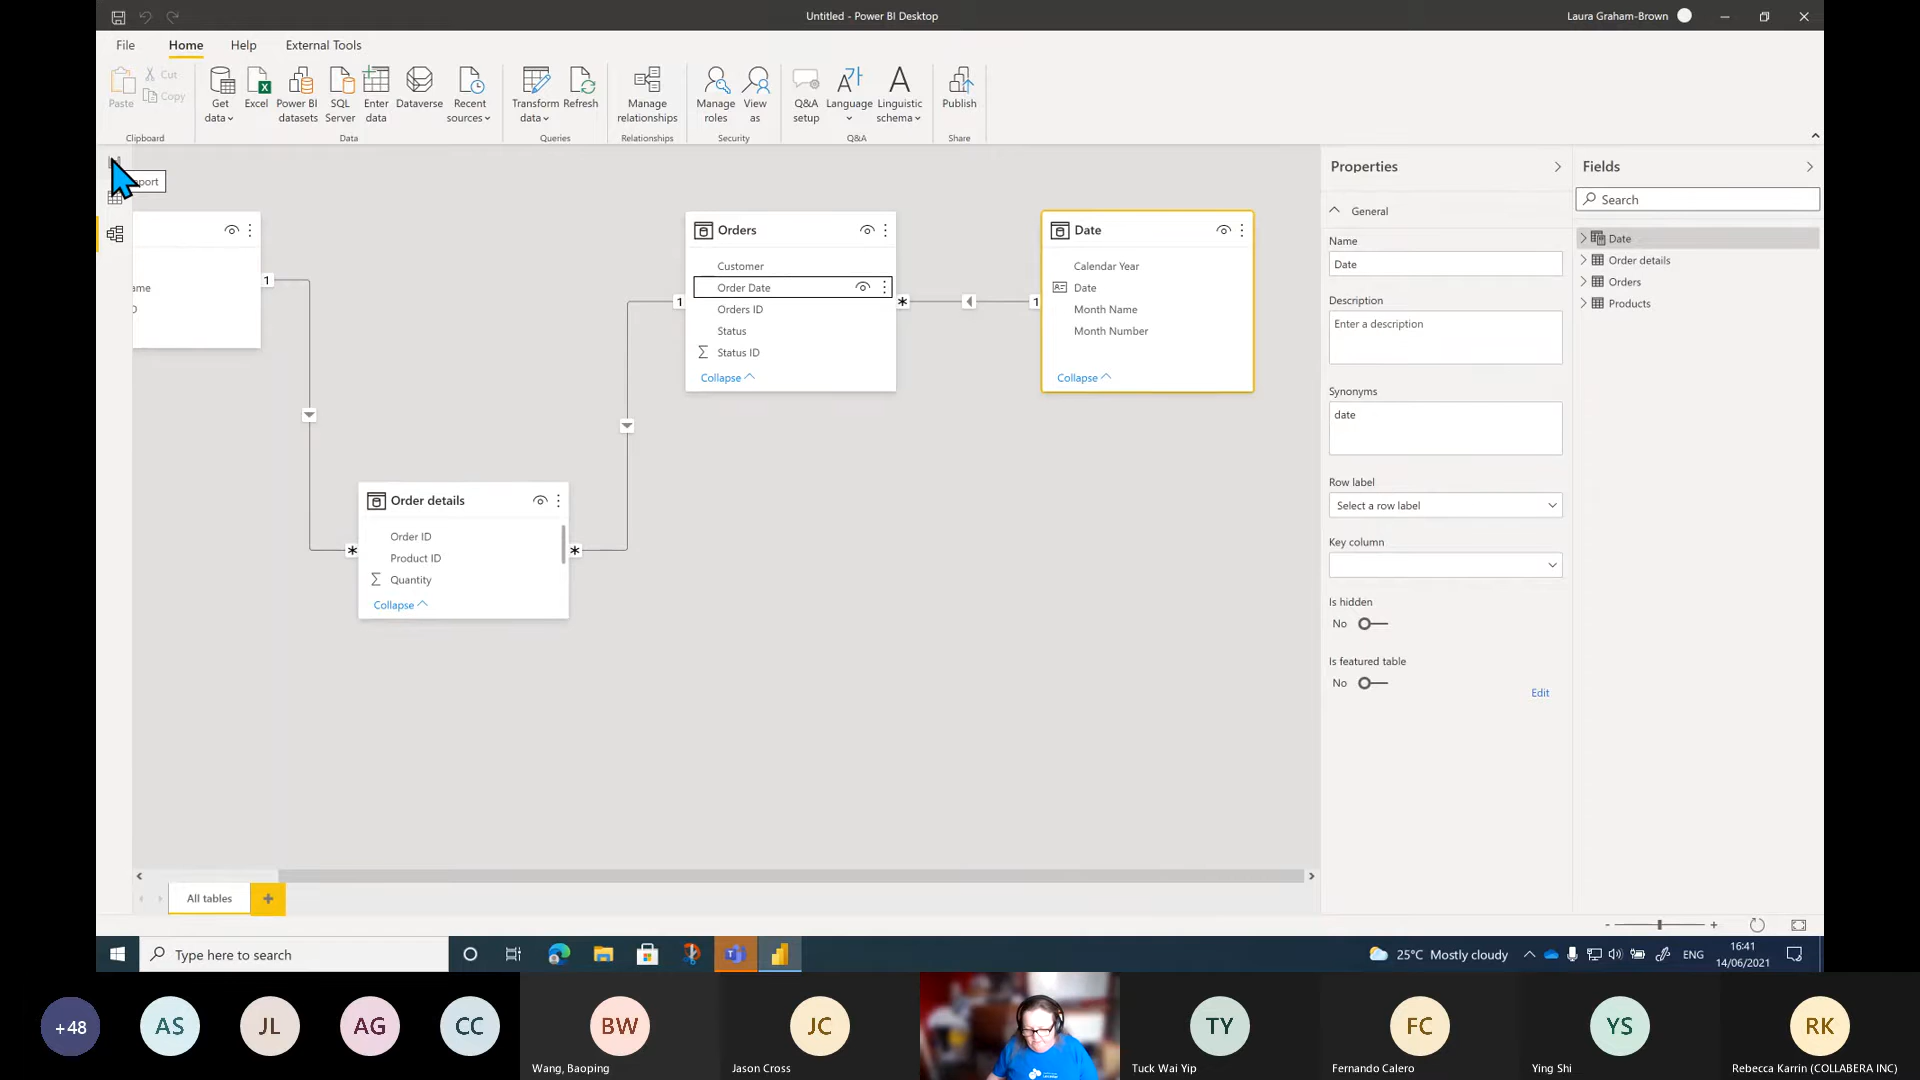 Untitled - Power BI Desktop
Laura Graham-Brown
File
Home
Help
External Tools
Paste
Cut
Copy
Get data
Excel
Power BI datasets
SQL Server
Enter data
Dataverse
Recent sources
Transform data
Refresh
Manage relationships
Manage roles
View as
Q&A setup
Language
Linguistic schema
Publish
Clipboard
Data
Queries
Relationships
Security
Q&A
Share
port
ame
D
1
Orders
Customer
Order Date
Orders ID
Status
Status ID
Collapse
1
*
1
Date
Calendar Year
Date
Month Name
Month Number
Collapse
Order details
Order ID
Product ID
Quantity
Collapse
*
*
Properties
General
Name
Date
Description
Enter a description
Synonyms
date
Row label
Select a row label
Key column
Is hidden
No
Is featured table
No
Edit
Fields
Search
Date
Order details
Orders
Products
All tables
+
- +
Type here to search
25°C Mostly cloudy
ENG
16:41
14/06/2021
+48
AS
JL
AG
CC
BW
Wang, Baoping
JC
Jason Cross
TY
Tuck Wai Yip
FC
Fernando Calero
YS
Ying Shi
RK
Rebecca Karrin (COLLABERA INC)